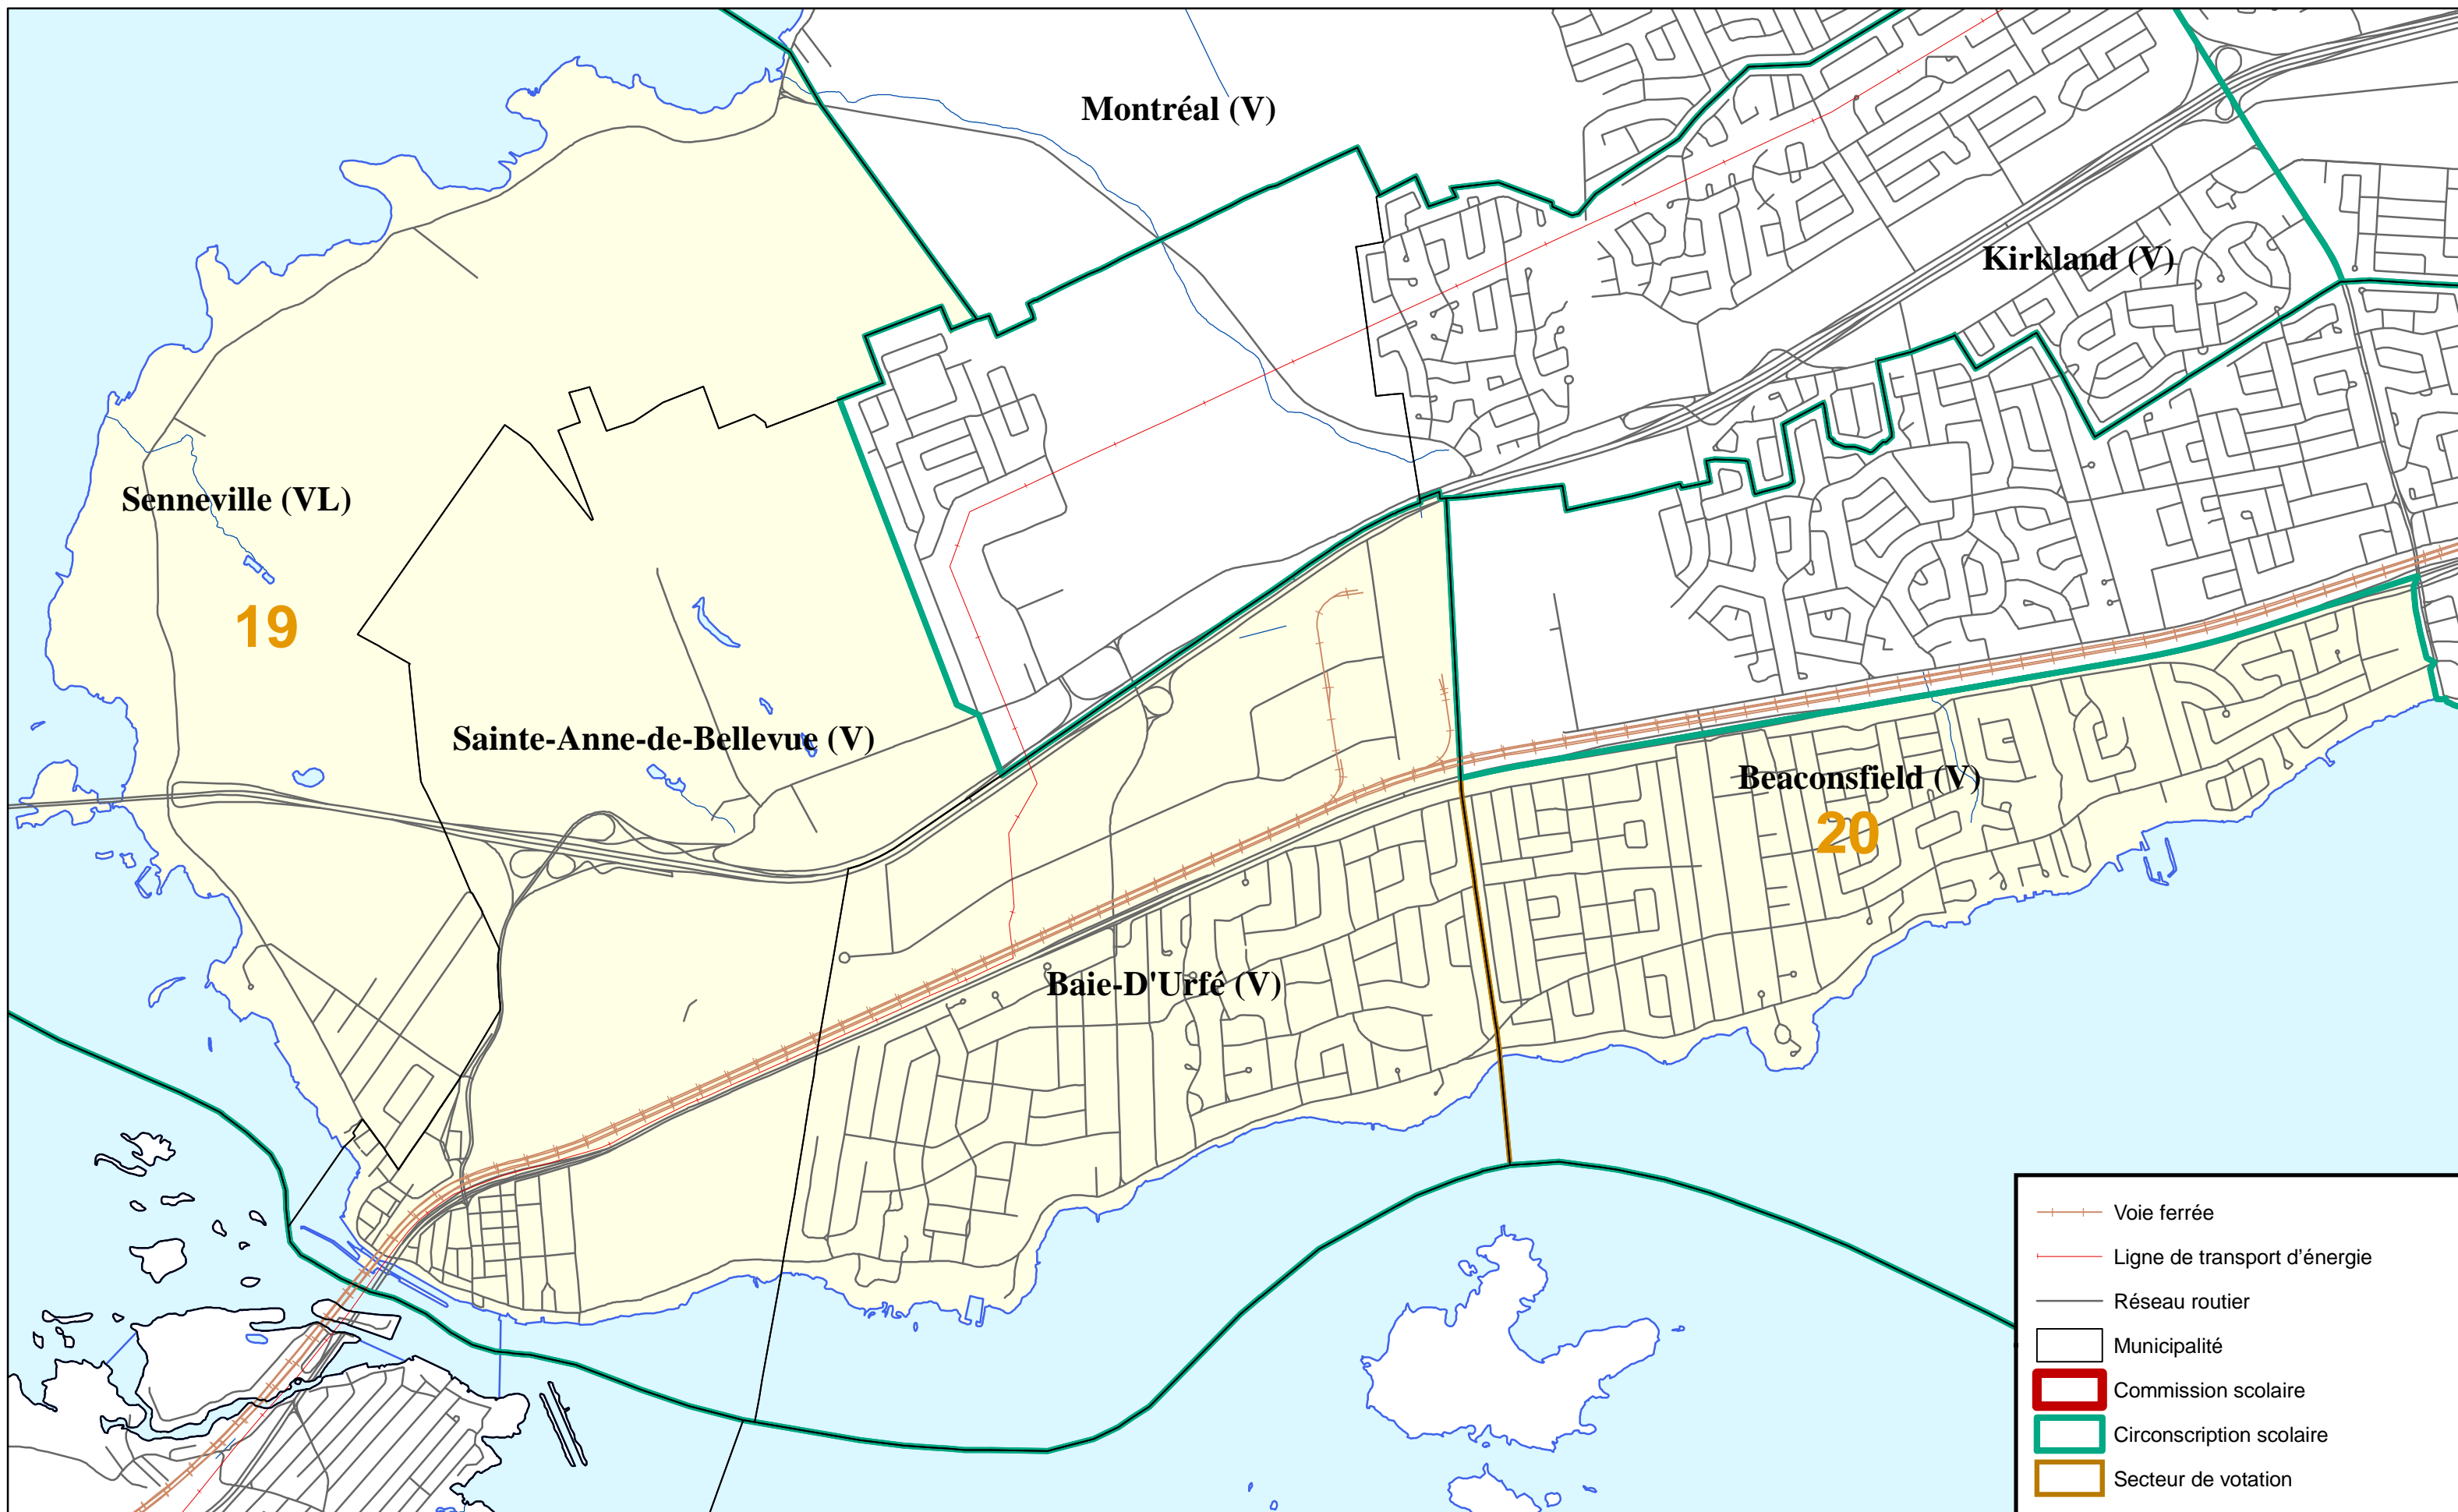 Montréal (V)
Kirkland (V)
Senneville (VL)
19
Sainte-Anne-de-Bellevue (V)
Beaconsfield (V)
20
Baie-D'Urfé (V)
Voie ferrée
Ligne de transport d'énergie
Réseau routier
Municipalité
Commission scolaire
Circonscription scolaire
Secteur de votation